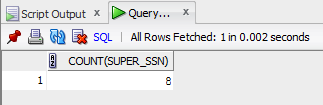 Script Output Query...
SQL All Rows Fetched: 1 in 0.002 seconds
COUNT(SUPER_SSN)
1 8